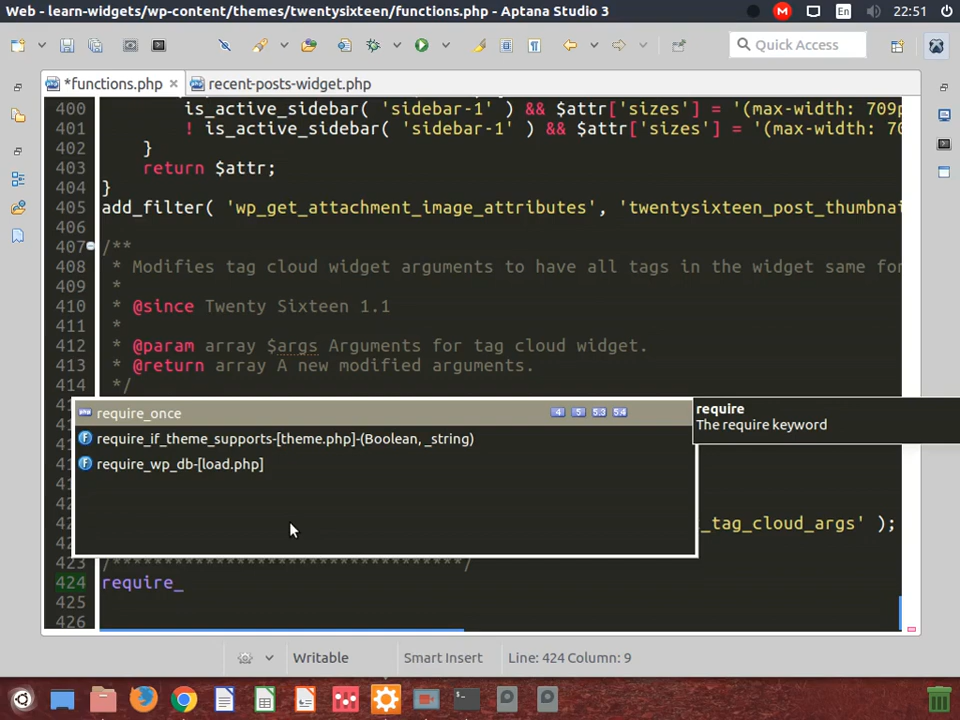 Web - learn-widgets/wp-content/themes/twentysixteen/functions.php - Aptana Studio 3
M
En
22:51
Quick Access
*functions.php
recent-posts-widget.php
400 is_active_sidebar( 'sidebar-1' ) && $attr['sizes'] = '(max-width: 709p
401 ! is_active_sidebar( 'sidebar-1' ) && $attr['sizes'] = '(max-width: 70
402 }
403 return $attr;
404 }
405 add_filter( 'wp_get_attachment_image_attributes', 'twentysixteen_post_thumbnai
406
407 /**
408 * Modifies tag cloud widget arguments to have all tags in the widget same fo
409 *
410 * @since Twenty Sixteen 1.1
411 *
412 * @param array $args Arguments for tag cloud widget.
413 * @return array A new modified arguments.
414 */
require_once 4 5 5.3 5.4
require
The require keyword
require_if_theme_supports-[theme.php]-(Boolean, _string)
require_wp_db-[load.php]
_tag_cloud_args' );
423 /*********************************/
424 require_
425
426
Writable
Smart Insert
Line: 424 Column: 9